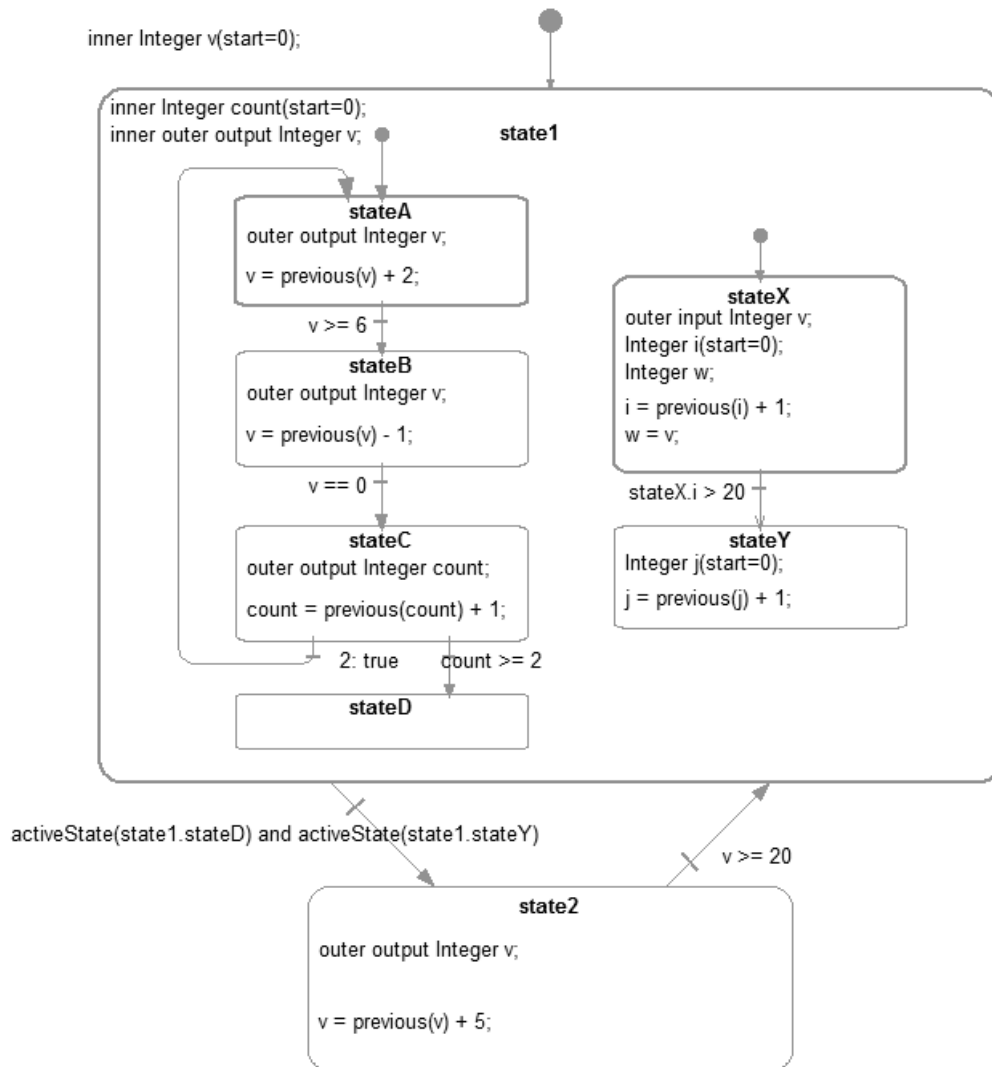 inner Integer v(start=0);
inner Integer count(start=0);
inner outer output Integer v;
state1
stateA
outer output Integer v;
v = previous(v) + 2;
v >= 6
stateB
outer output Integer v;
v = previous(v) - 1;
v == 0
stateC
outer output Integer count;
count = previous(count) + 1;
2: true
count >= 2
stateD
stateX
outer input Integer v;
Integer i(start=0);
Integer w;
i = previous(i) + 1;
w = v;
stateX.i > 20
stateY
Integer j(start=0);
j = previous(j) + 1;
activeState(state1.stateD) and activeState(state1.stateY)
v >= 20
state2
outer output Integer v;
v = previous(v) + 5;